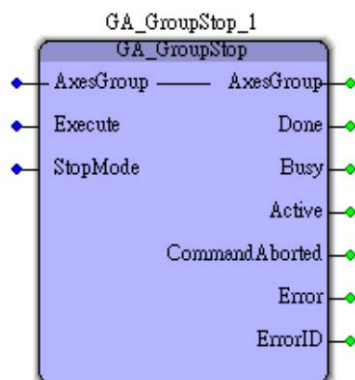 GA_GroupStop_1
GA_GroupStop
AxesGroup AxesGroup
Execute Done
StopMode Busy
Active
CommandAborted
Error
ErrorID